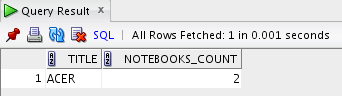 Query Result
SQL | All Rows Fetched: 1 in 0.001 seconds
TITLE NOTEBOOKS_COUNT
1 ACER 2